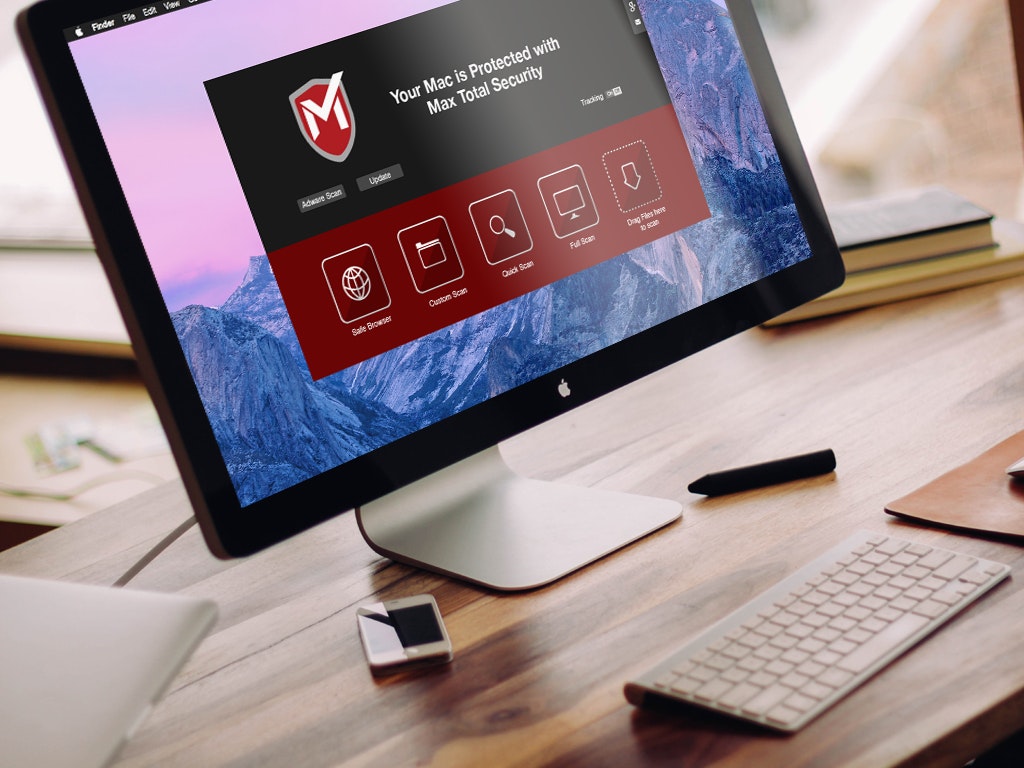 Finder File Edit View
Your Mac is Protected with
Max Total Security
Tracking
Adware Scan
Update
Safe Browser
Custom Scan
Quick Scan
Full Scan
Drag Files here
to scan